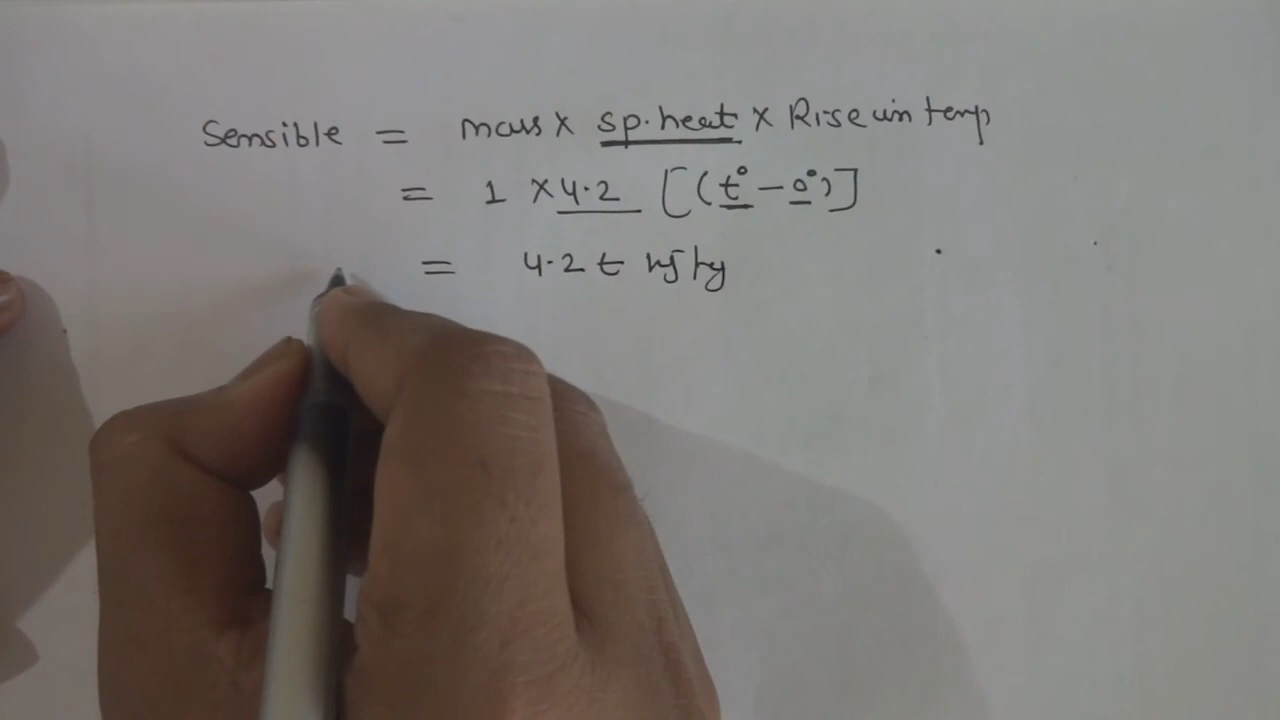 Sensible = mass x sp. heat x Rise in temp
= 1 x 4.2 [(t° - 0°)]
= 4.2 t kj/kg